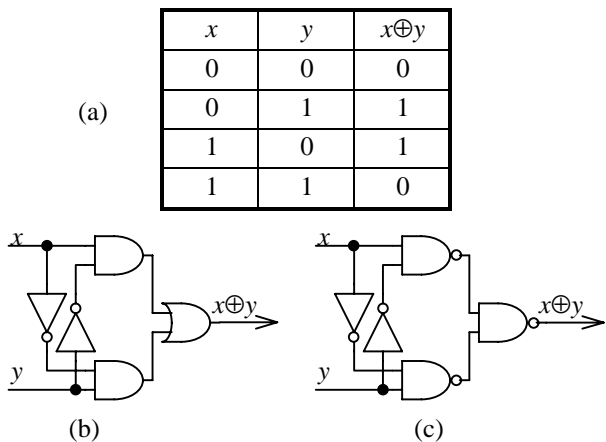 x y x⊕y
0 0 0
0 1 1
(a)
1 0 1
1 1 0
x x
x⊕y x⊕y
y y
(b) (c)